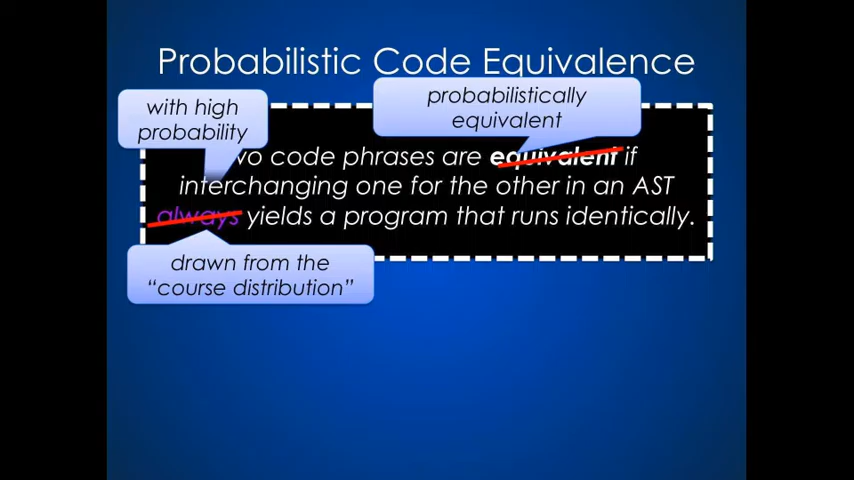 Probabilistic Code Equivalence
with high
probability
probabilistically
equivalent
code phrases are equivalent if
interchanging one for the other in an AST
always yields a program that runs identically.
drawn from the
“course distribution”